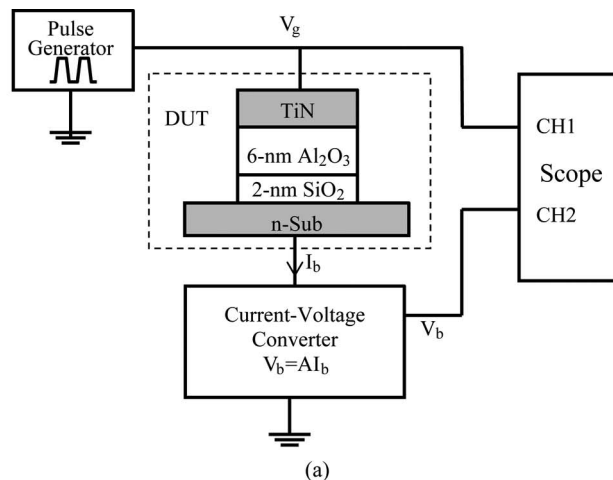 Pulse
Generator
V_g
DUT
TiN
6-nm Al₂O₃
2-nm SiO₂
n-Sub
I_b
Current-Voltage
Converter
V_b=AI_b
V_b
CH1
Scope
CH2
(a)